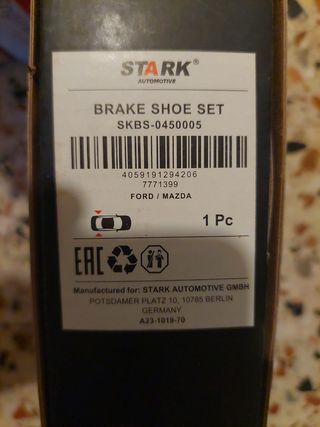 STARK®
AUTOMOTIVE
BRAKE SHOE SET
SKBS-0450005
4059191294206
7771399
FORD / MAZDA
1 Pc
EAC
Manufactured for: STARK AUTOMOTIVE GMBH
POTSDAMER PLATZ 10, 10785 BERLIN
GERMANY
A23-1019-70